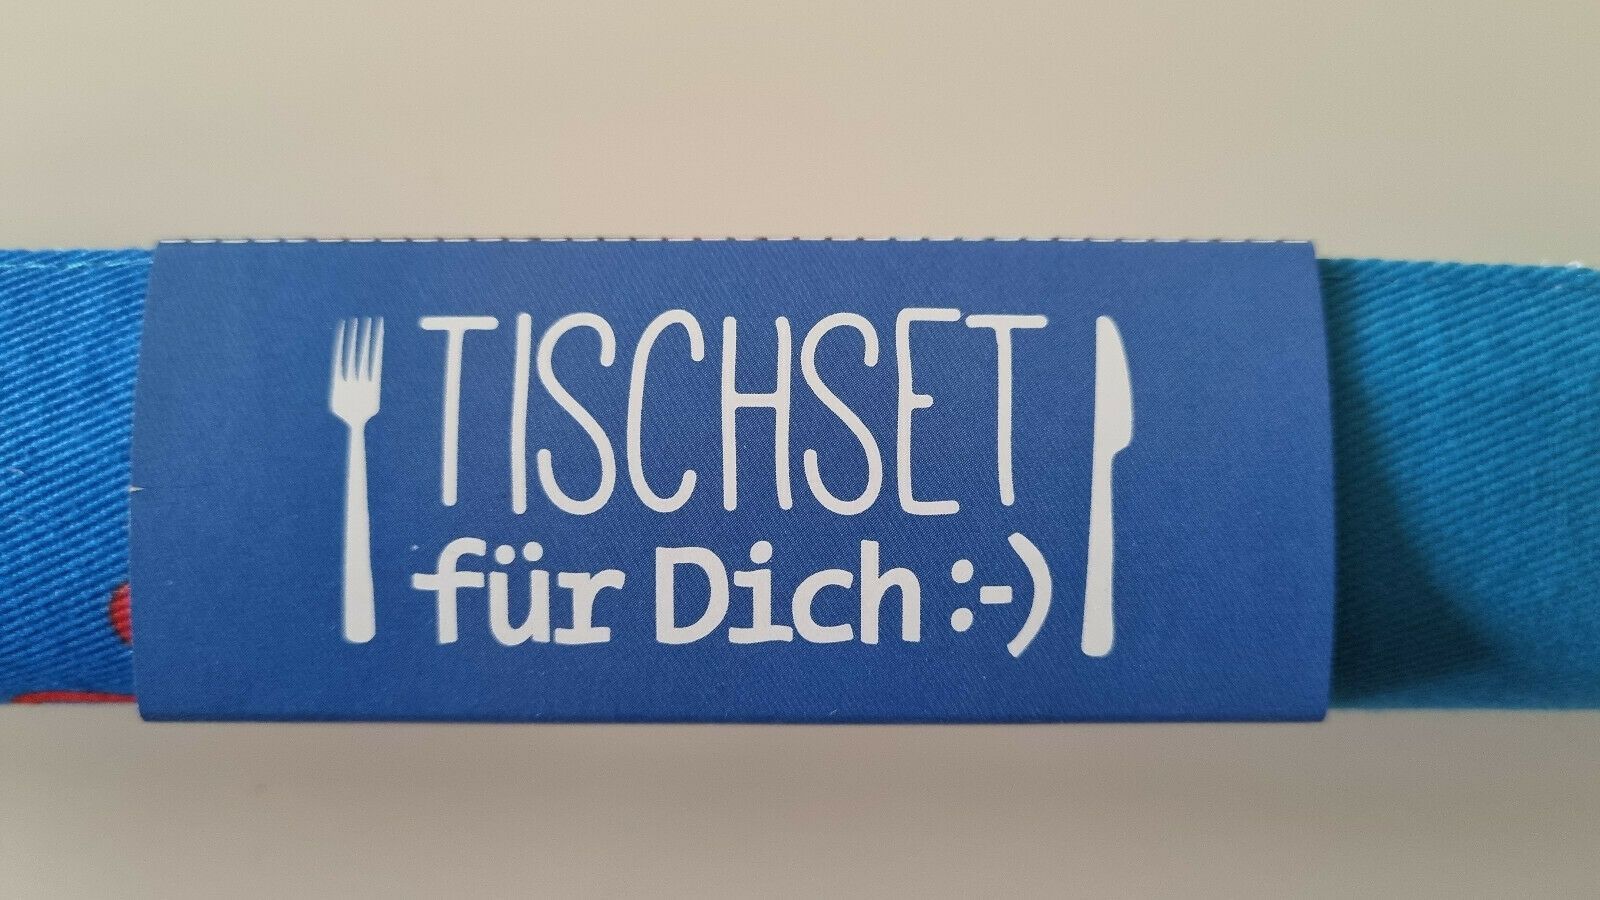 TISCHSET
für Dich :-)